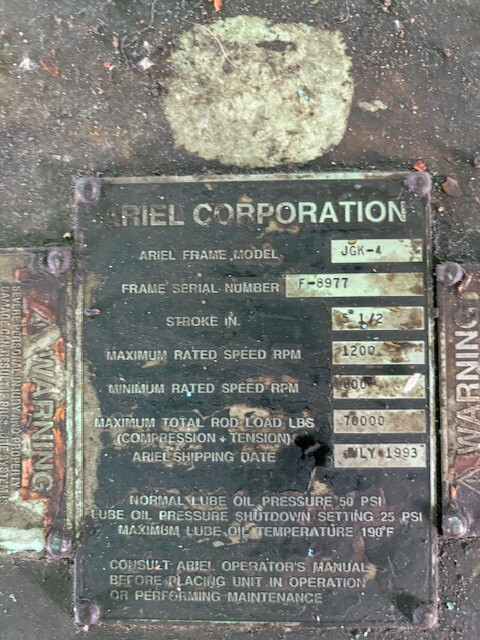 ARIEL CORPORATION
ARIEL FRAME MODEL JGK-4
FRAME SERIAL NUMBER F-8977
STROKE IN. 5 1/2
MAXIMUM RATED SPEED RPM 1200
MINIMUM RATED SPEED RPM
MAXIMUM TOTAL ROD LOAD LBS 70000
(COMPRESSION + TENSION)
ARIEL SHIPPING DATE JULY 1993
NORMAL LUBE OIL PRESSURE 50 PSI
LUBE OIL PRESSURE SHUTDOWN SETTING 25 PSI
MAXIMUM LUBE OIL TEMPERATURE 190°F
CONSULT ARIEL OPERATOR'S MANUAL
BEFORE PLACING UNIT IN OPERATION
OR PERFORMING MAINTENANCE
WARNING
WARNING